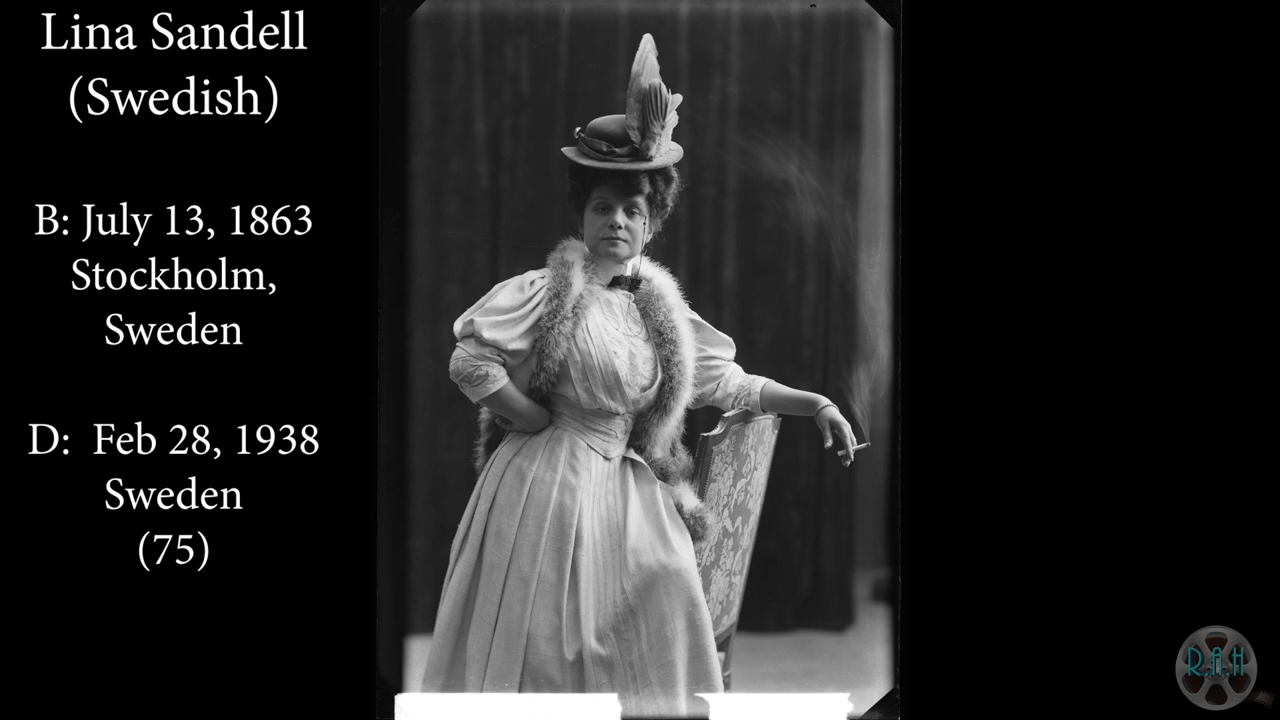 Lina Sandell
(Swedish)
B: July 13, 1863
Stockholm,
Sweden
D: Feb 28, 1938
Sweden
(75)
R.A.H